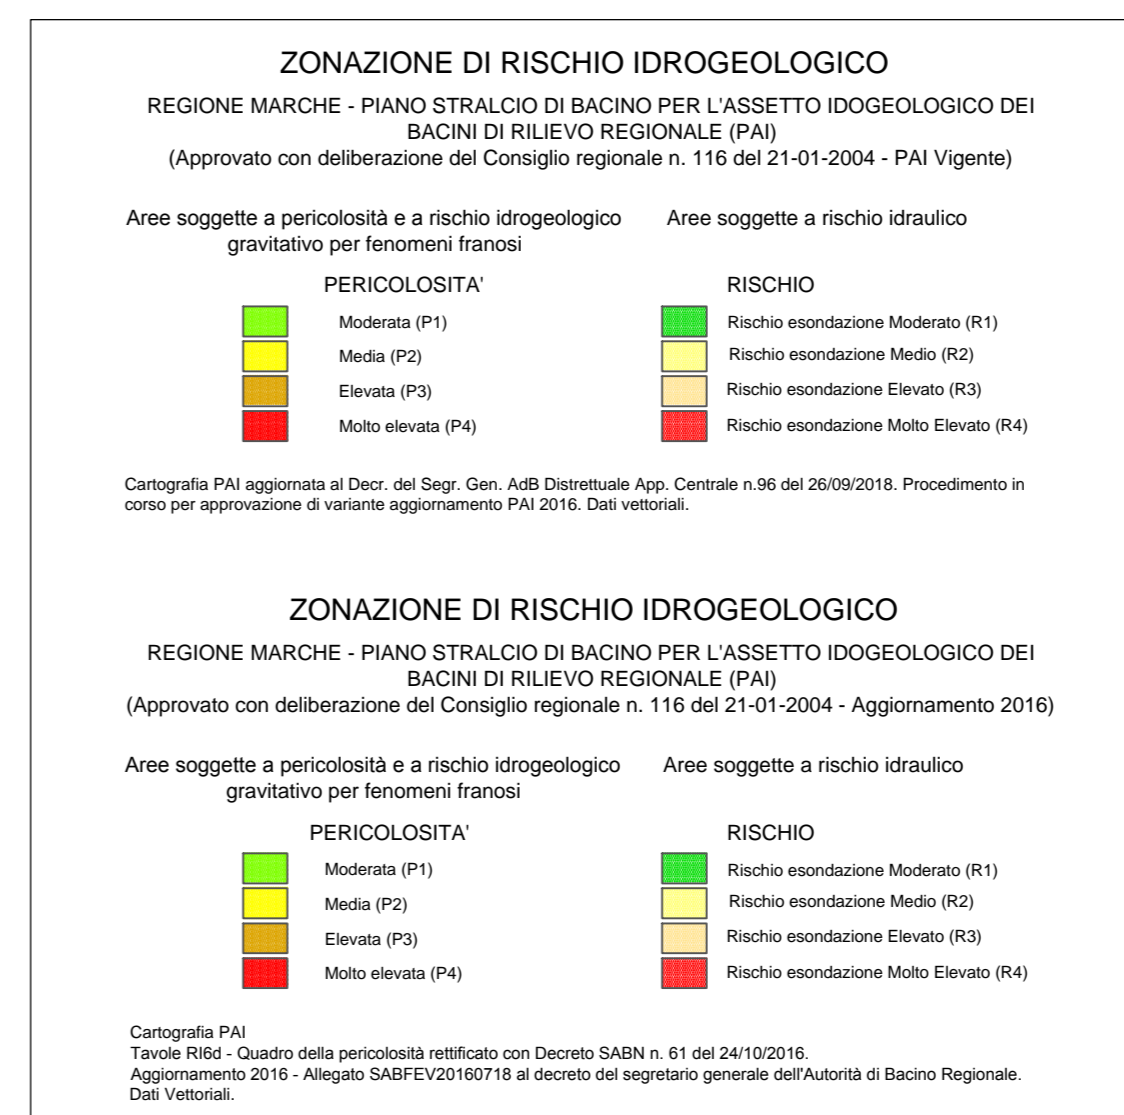 ZONAZIONE DI RISCHIO IDROGEOLOGICO
REGIONE MARCHE - PIANO STRALCIO DI BACINO PER L'ASSETTO IDOGEOLOGICO DEI
BACINI DI RILIEVO REGIONALE (PAI)
(Approvato con deliberazione del Consiglio regionale n. 116 del 21-01-2004 - PAI Vigente)
Aree soggette a pericolosità e a rischio idrogeologico
gravitativo per fenomeni franosi
PERICOLOSITA'
Moderata (P1)
Media (P2)
Elevata (P3)
Molto elevata (P4)
Aree soggette a rischio idraulico
RISCHIO
Rischio esondazione Moderato (R1)
Rischio esondazione Medio (R2)
Rischio esondazione Elevato (R3)
Rischio esondazione Molto Elevato (R4)
Cartografia PAI aggiornata al Decr. del Segr. Gen. AdB Distrettuale App. Centrale n.96 del 26/09/2018. Procedimento in
corso per approvazione di variante aggiornamento PAI 2016. Dati vettoriali.
ZONAZIONE DI RISCHIO IDROGEOLOGICO
REGIONE MARCHE - PIANO STRALCIO DI BACINO PER L'ASSETTO IDOGEOLOGICO DEI
BACINI DI RILIEVO REGIONALE (PAI)
(Approvato con deliberazione del Consiglio regionale n. 116 del 21-01-2004 - Aggiornamento 2016)
Aree soggette a pericolosità e a rischio idrogeologico
gravitativo per fenomeni franosi
PERICOLOSITA'
Moderata (P1)
Media (P2)
Elevata (P3)
Molto elevata (P4)
Aree soggette a rischio idraulico
RISCHIO
Rischio esondazione Moderato (R1)
Rischio esondazione Medio (R2)
Rischio esondazione Elevato (R3)
Rischio esondazione Molto Elevato (R4)
Cartografia PAI
Tavole RI6d - Quadro della pericolosità rettificato con Decreto SABN n. 61 del 24/10/2016.
Aggiornamento 2016 - Allegato SABFEV20160718 al decreto del segretario generale dell'Autorità di Bacino Regionale.
Dati Vettoriali.